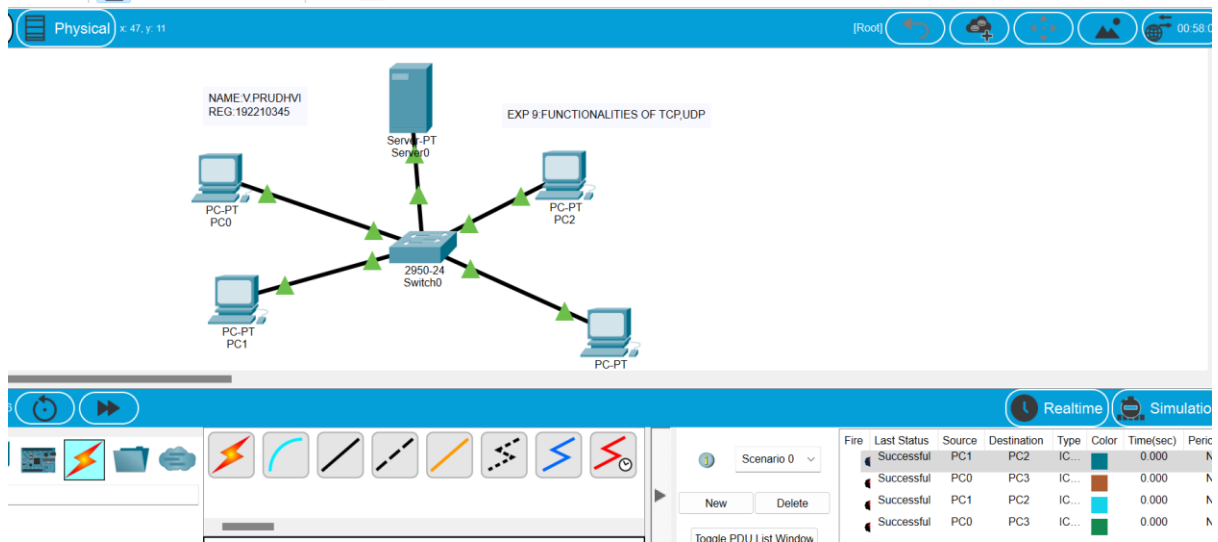 Physical x: 47, y: 11
[Root]
00:58:0
NAME:V.PRUDHVI
REG:192210345
EXP 9:FUNCTIONALITIES OF TCP,UDP
Server-PT
Server0
PC-PT
PC0
PC-PT
PC2
2950-24
Switch0
PC-PT
PC1
PC-PT
Realtime
Simulatio
Scenario 0
New
Delete
Toggle PDU List Window
Fire Last Status Source Destination Type Color Time(sec) Perio
Successful PC1 PC2 IC... 0.000 N
Successful PC0 PC3 IC... 0.000 N
Successful PC1 PC2 IC... 0.000 N
Successful PC0 PC3 IC... 0.000 N